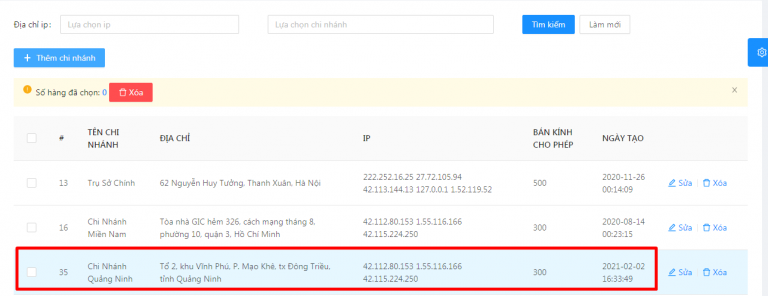 Địa chỉ ip: Lựa chọn ip Lựa chọn chi nhánh Tìm kiếm Làm mới
+ Thêm chi nhánh
Số hàng đã chọn: 0 Xóa X
# TÊN CHI NHÁNH ĐỊA CHỈ IP BÁN KÍNH CHO PHÉP NGÀY TẠO
13 Trụ Sở Chính 62 Nguyễn Huy Tưởng, Thanh Xuân, Hà Nội 222.252.16.25 27.72.105.94 42.113.144.13 127.0.0.1 1.52.119.52 500 2020-11-26 00:14:09 Sửa Xóa
16 Chi Nhánh Miền Nam Tòa nhà GIC hẻm 326, cách mạng tháng 8, phường 10, quận 3, Hồ Chí Minh 42.112.80.153 1.55.116.166 42.115.224.250 300 2020-08-14 00:23:15 Sửa Xóa
35 Chi Nhánh Quảng Ninh Tổ 2, khu Vĩnh Phú, P. Mạo Khê, tx Đông Triều, tỉnh Quảng Ninh 42.112.80.153 1.55.116.166 42.115.224.250 300 2021-02-02 16:33:49 Sửa Xóa